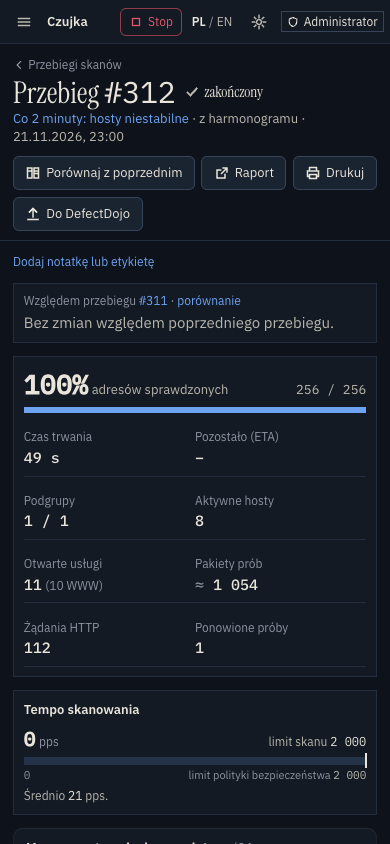 Czujka
Stop
PL / EN
Administrator
Przebiegi skanów
Przebieg #312
zakończony
Co 2 minuty: hosty niestabilne · z harmonogramu ·
21.11.2026, 23:00
Porównaj z poprzednim
Raport
Drukuj
Do DefectDojo
Dodaj notatkę lub etykietę
Względem przebiegu #311 · porównanie
Bez zmian względem poprzedniego przebiegu.
100% adresów sprawdzonych
256 / 256
Czas trwania
Pozostało (ETA)
49 s
–
Podgrupy
Aktywne hosty
1 / 1
8
Otwarte usługi
Pakiety prób
11 (10 WWW)
≈ 1 054
Żądania HTTP
Ponowione próby
112
1
Tempo skanowania
0 pps
limit skanu 2 000
0
limit polityki bezpieczeństwa 2 000
Średnio 21 pps.